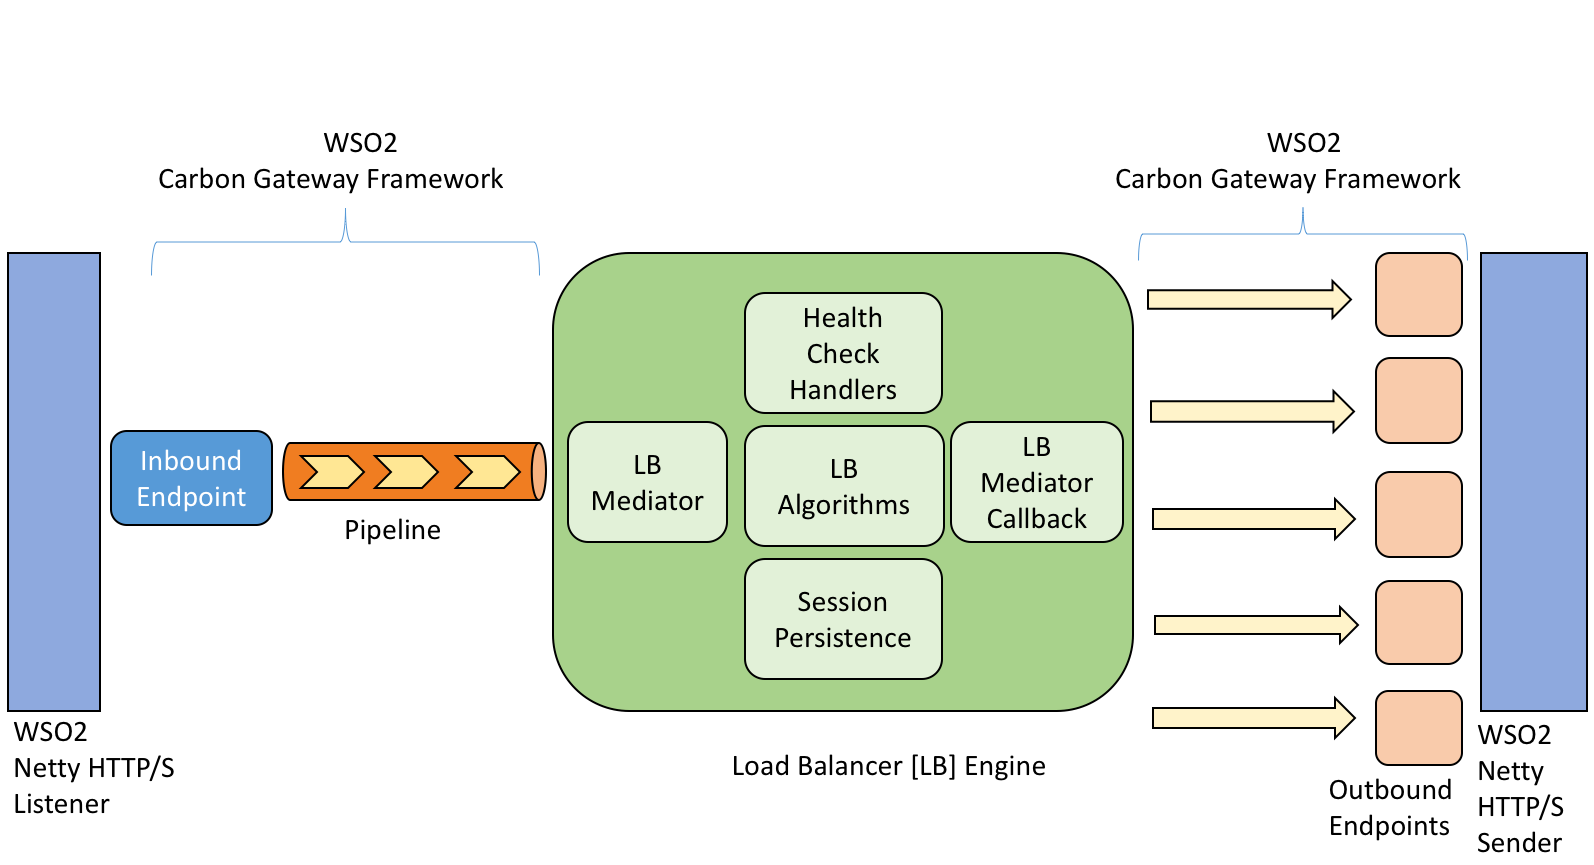 WSO2
Carbon Gateway Framework
WSO2
Carbon Gateway Framework
Health
Check
Handlers
Inbound
Endpoint
Pipeline
LB
Mediator
LB
Algorithms
LB
Mediator
Callback
Session
Persistence
WSO2
Netty HTTP/S
Listener
Load Balancer [LB] Engine
Outbound
Endpoints
WSO2
Netty
HTTP/S
Sender